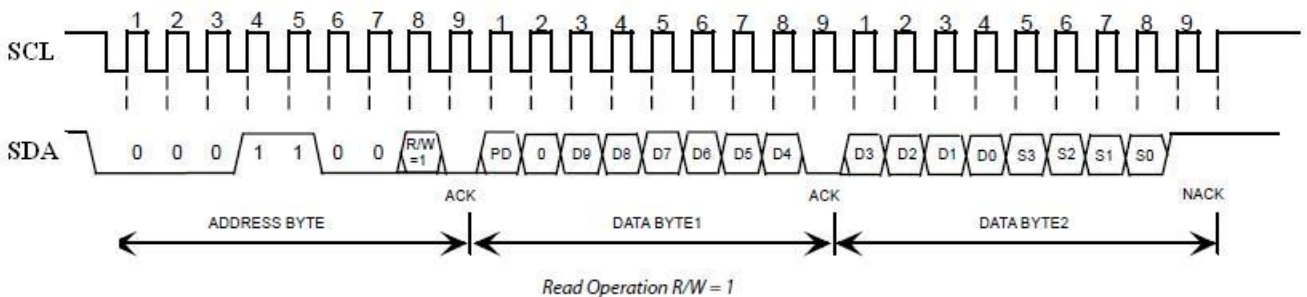 1 2 3 4 5 6 7 8 9 1 2 3 4 5 6 7 8 9 1 2 3 4 5 6 7 8 9
SCL
SDA 0 0 0 1 1 0 0 R/W =1 PD 0 D9 D8 D7 D6 D5 D4 D3 D2 D1 D0 S3 S2 S1 S0
ACK ACK NACK
ADDRESS BYTE DATA BYTE1 DATA BYTE2
Read Operation R/W = 1